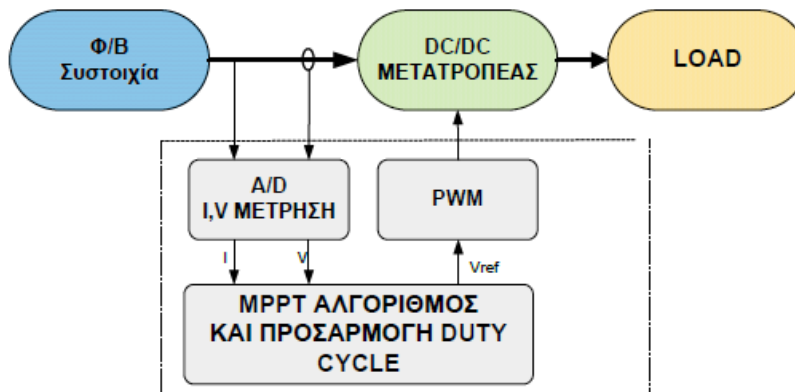 Φ/Β
Συστοιχία
DC/DC
ΜΕΤΑΤΡΟΠΕΑΣ
LOAD
A/D
I,V ΜΕΤΡΗΣΗ
PWM
I
V
Vref
MPPT ΑΛΓΟΡΙΘΜΟΣ
ΚΑΙ ΠΡΟΣΑΡΜΟΓΗ DUTY
CYCLE